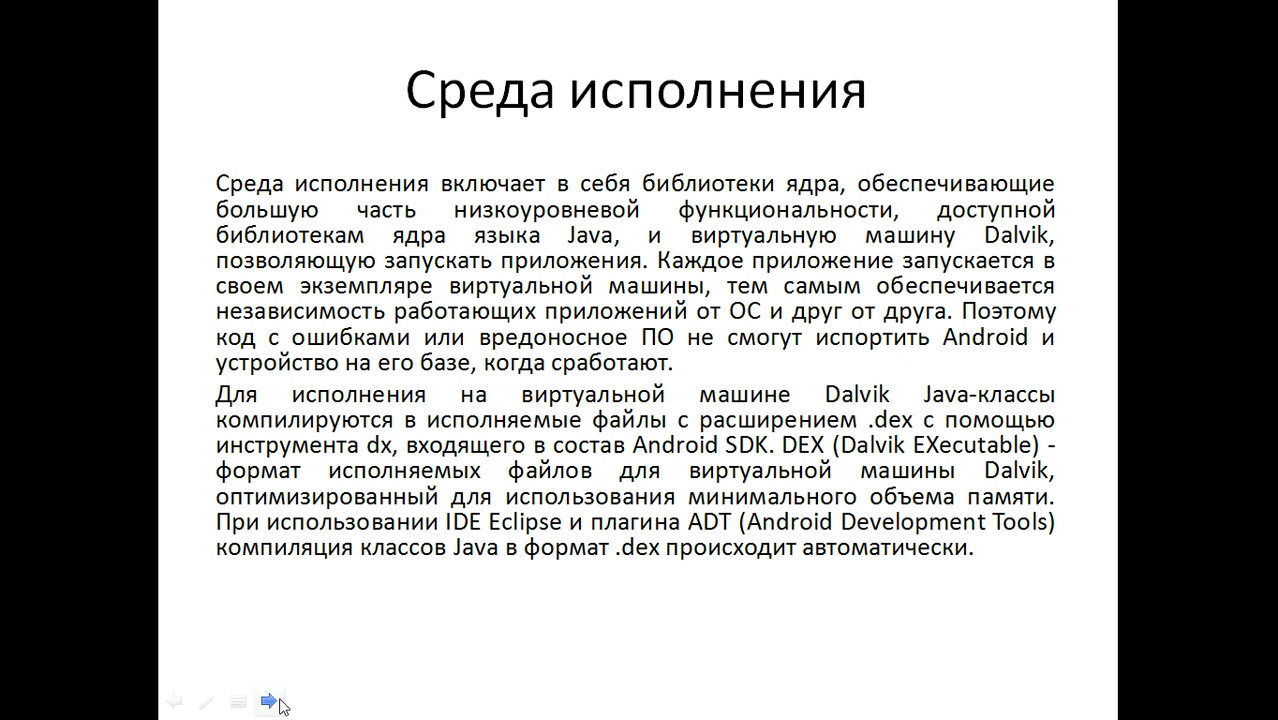 Среда исполнения
Среда исполнения включает в себя библиотеки ядра, обеспечивающие
большую часть низкоуровневой функциональности, доступной
библиотекам ядра языка Java, и виртуальную машину Dalvik,
позволяющую запускать приложения. Каждое приложение запускается в
своем экземпляре виртуальной машины, тем самым обеспечивается
независимость работающих приложений от ОС и друг от друга. Поэтому
код с ошибками или вредоносное ПО не смогут испортить Android и
устройство на его базе, когда сработают.
Для исполнения на виртуальной машине Dalvik Java-классы
компилируются в исполняемые файлы с расширением .dex с помощью
инструмента dx, входящего в состав Android SDK. DEX (Dalvik EXecutable) -
формат исполняемых файлов для виртуальной машины Dalvik,
оптимизированный для использования минимального объема памяти.
При использовании IDE Eclipse и плагина ADT (Android Development Tools)
компиляция классов Java в формат .dex происходит автоматически.